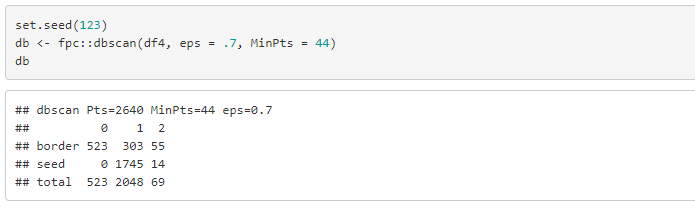 set.seed(123)
db <- fpc::dbscan(df4, eps = .7, MinPts = 44)
db
## dbscan Pts=2640 MinPts=44 eps=0.7
##          0    1  2
## border 523  303 55
## seed     0 1745 14
## total  523 2048 69